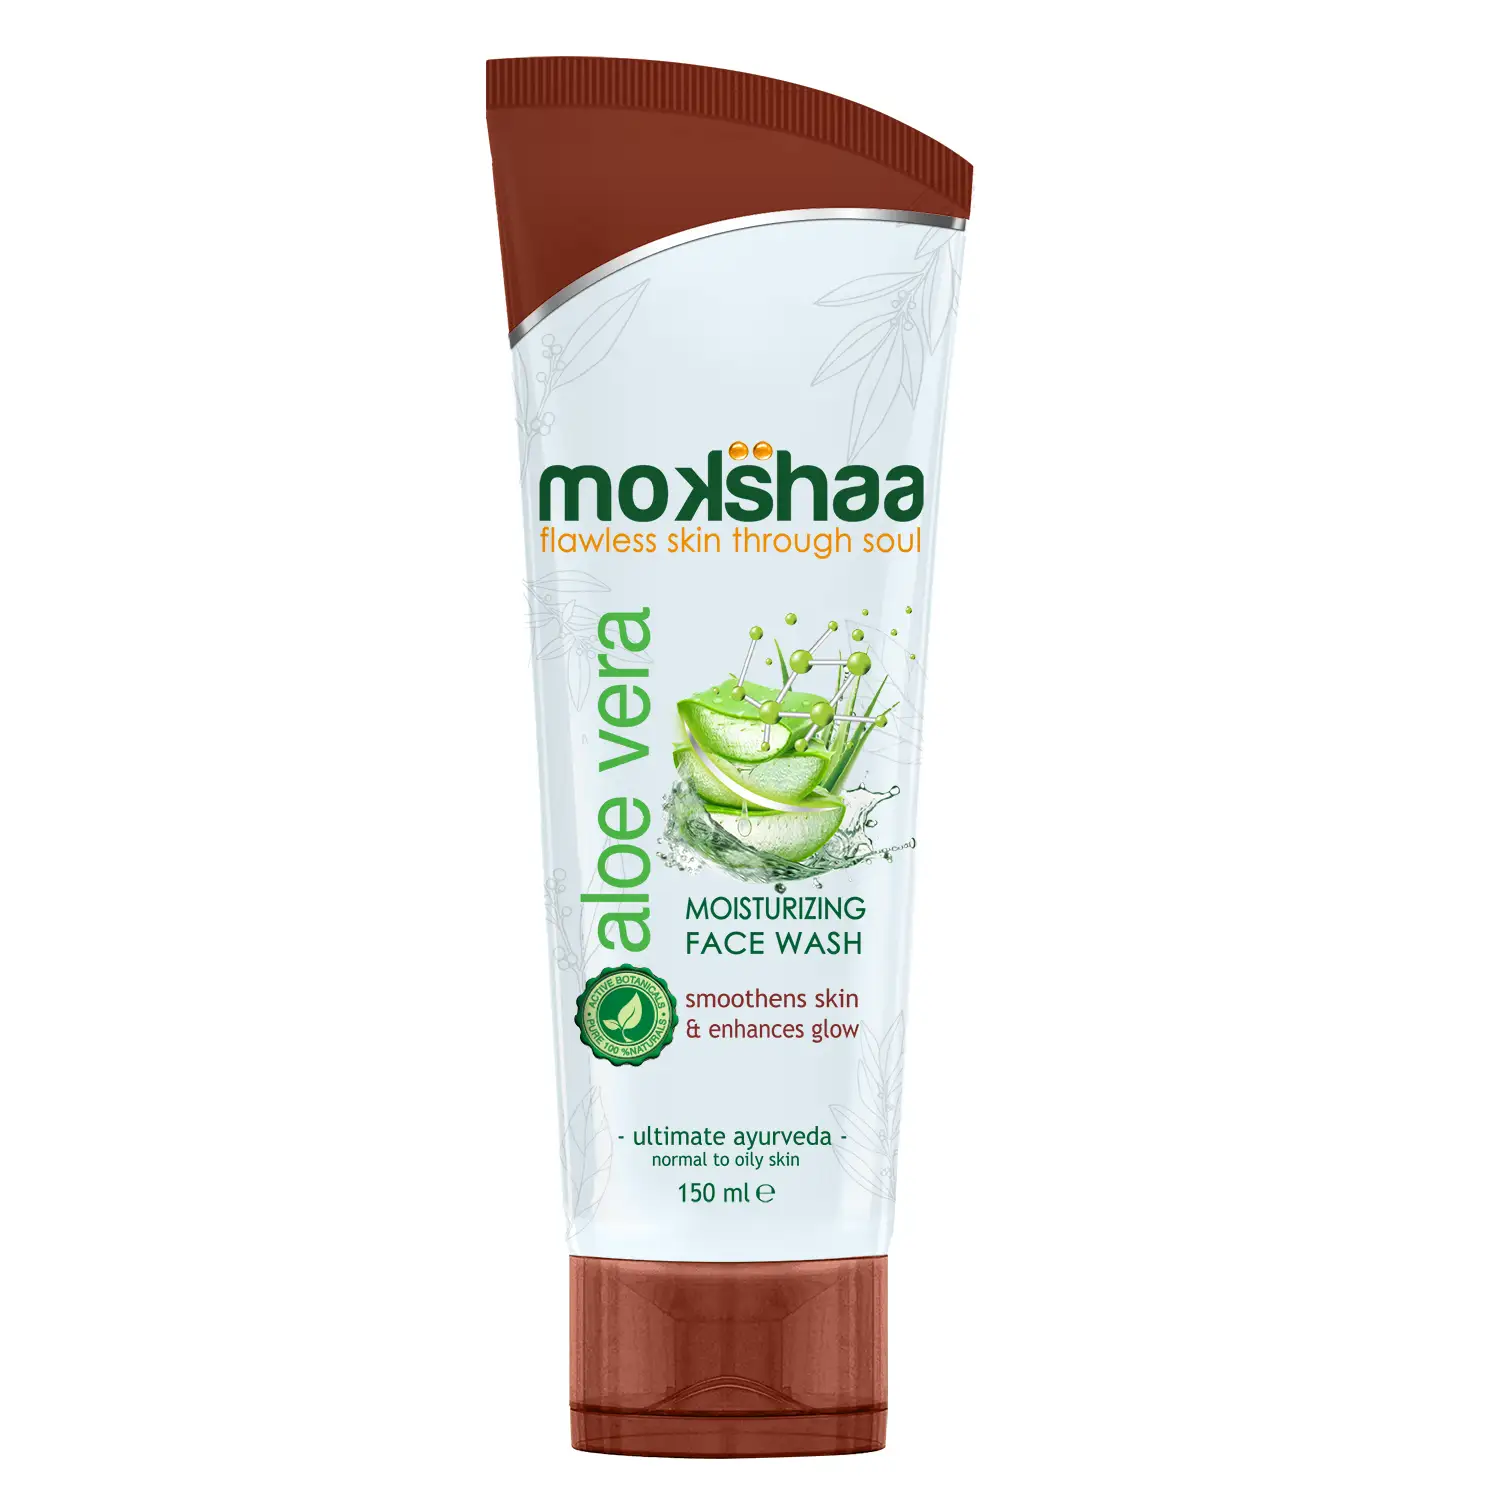 mokshaa
flawless skin through soul
aloe vera
MOISTURIZING
FACE WASH
ACTIVE BOTANICALS
• PURE 100 %NATURALS •
smoothens skin
& enhances glow
- ultimate ayurveda -
normal to oily skin
150 ml ℮